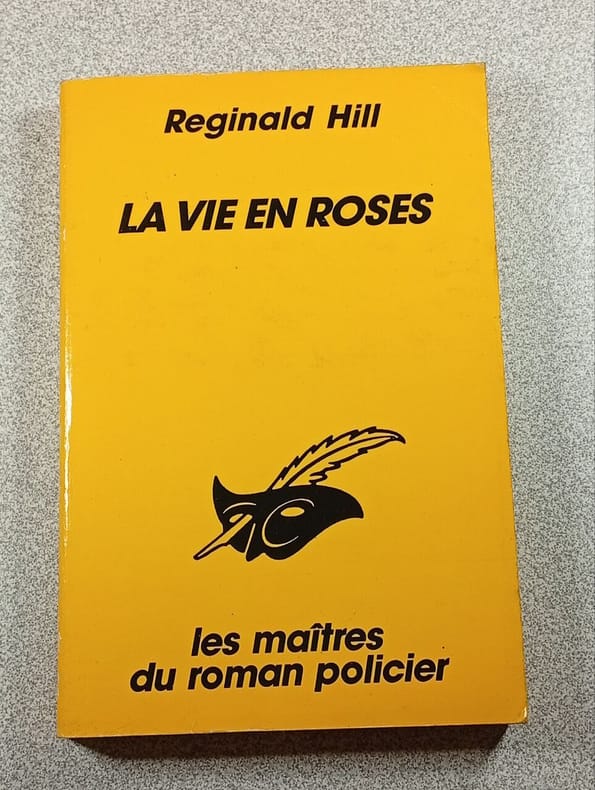 Reginald Hill
LA VIE EN ROSES
les maîtres
du roman policier